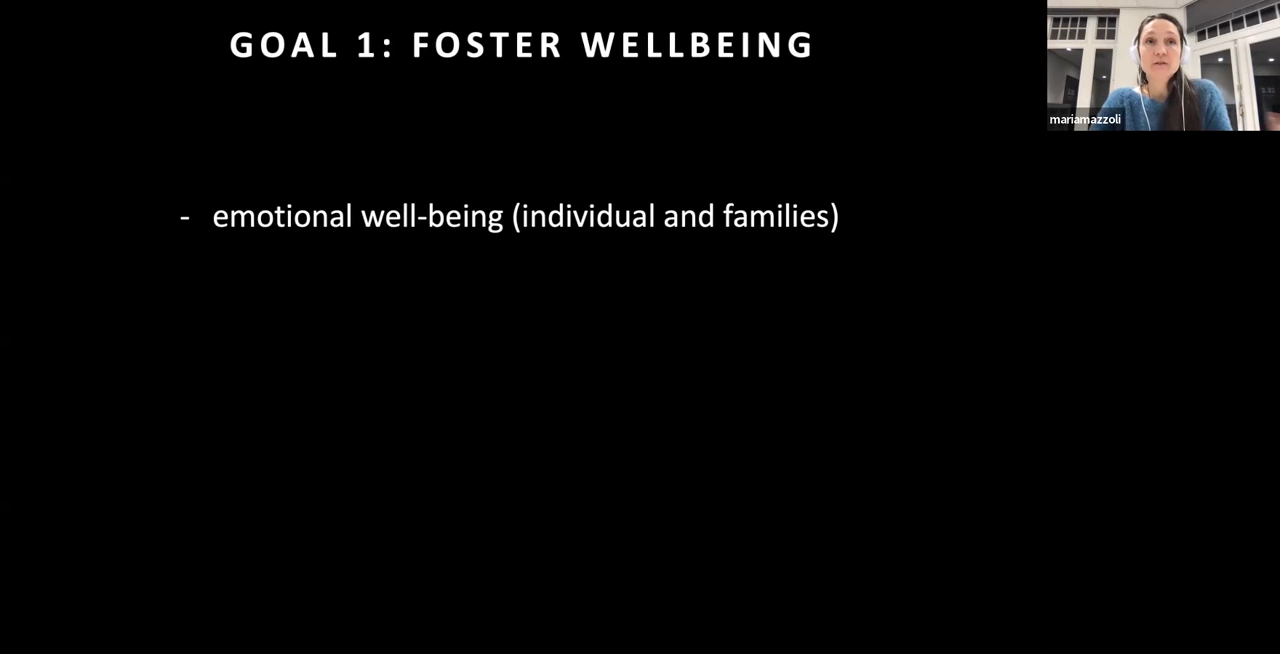 GOAL 1: FOSTER WELLBEING
mariamazzoli
- emotional well-being (individual and families)